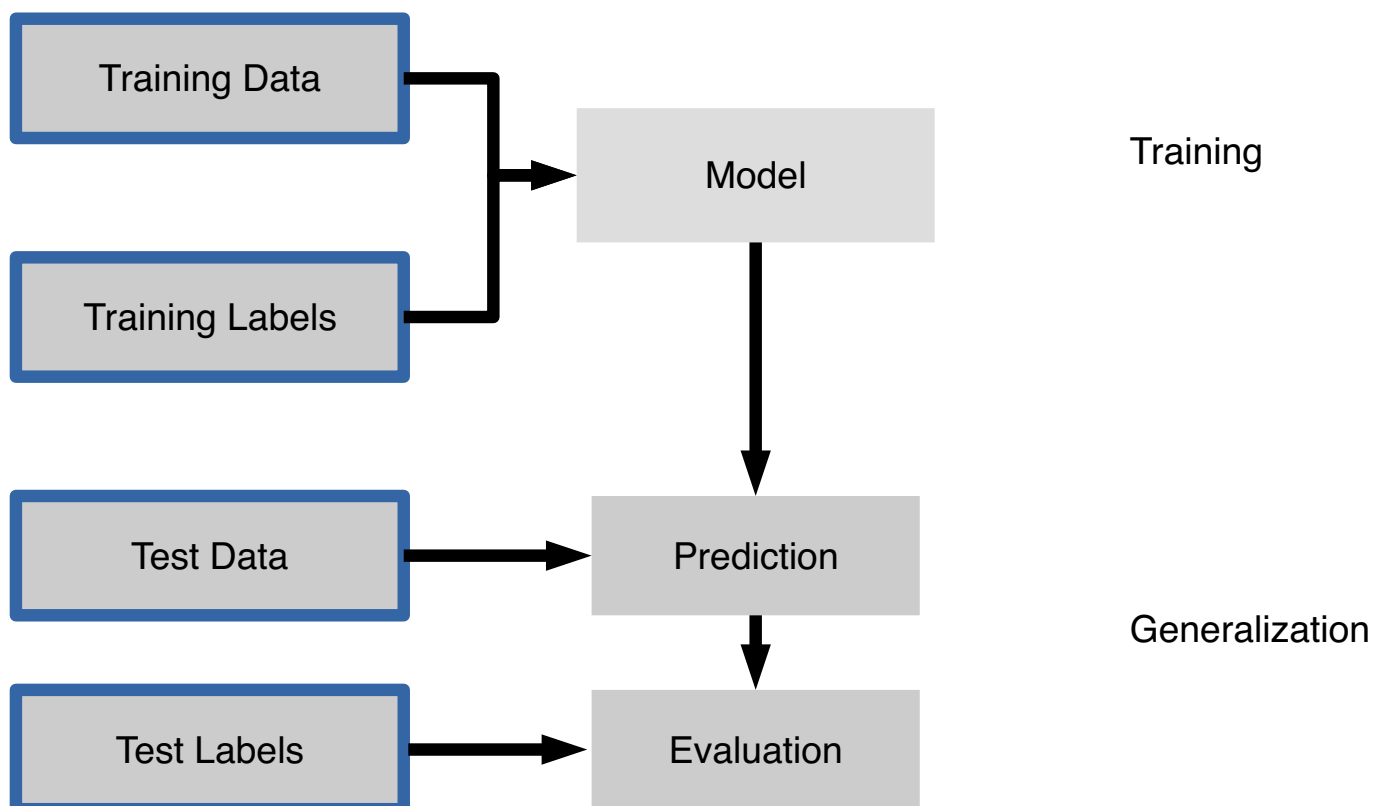 Training Data
Model
Training
Training Labels
Test Data
Prediction
Generalization
Test Labels
Evaluation